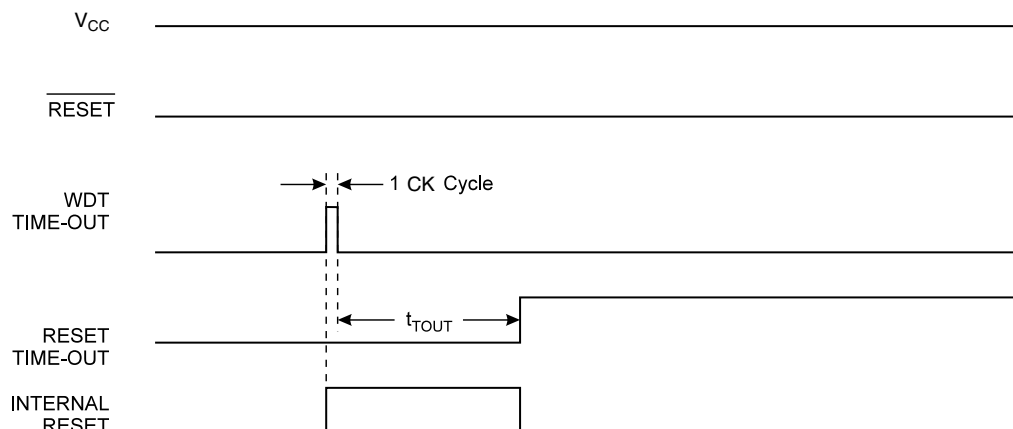 VCC
RESET
1 CK Cycle
WDT
TIME-OUT
tTOUT
RESET
TIME-OUT
INTERNAL
RESET